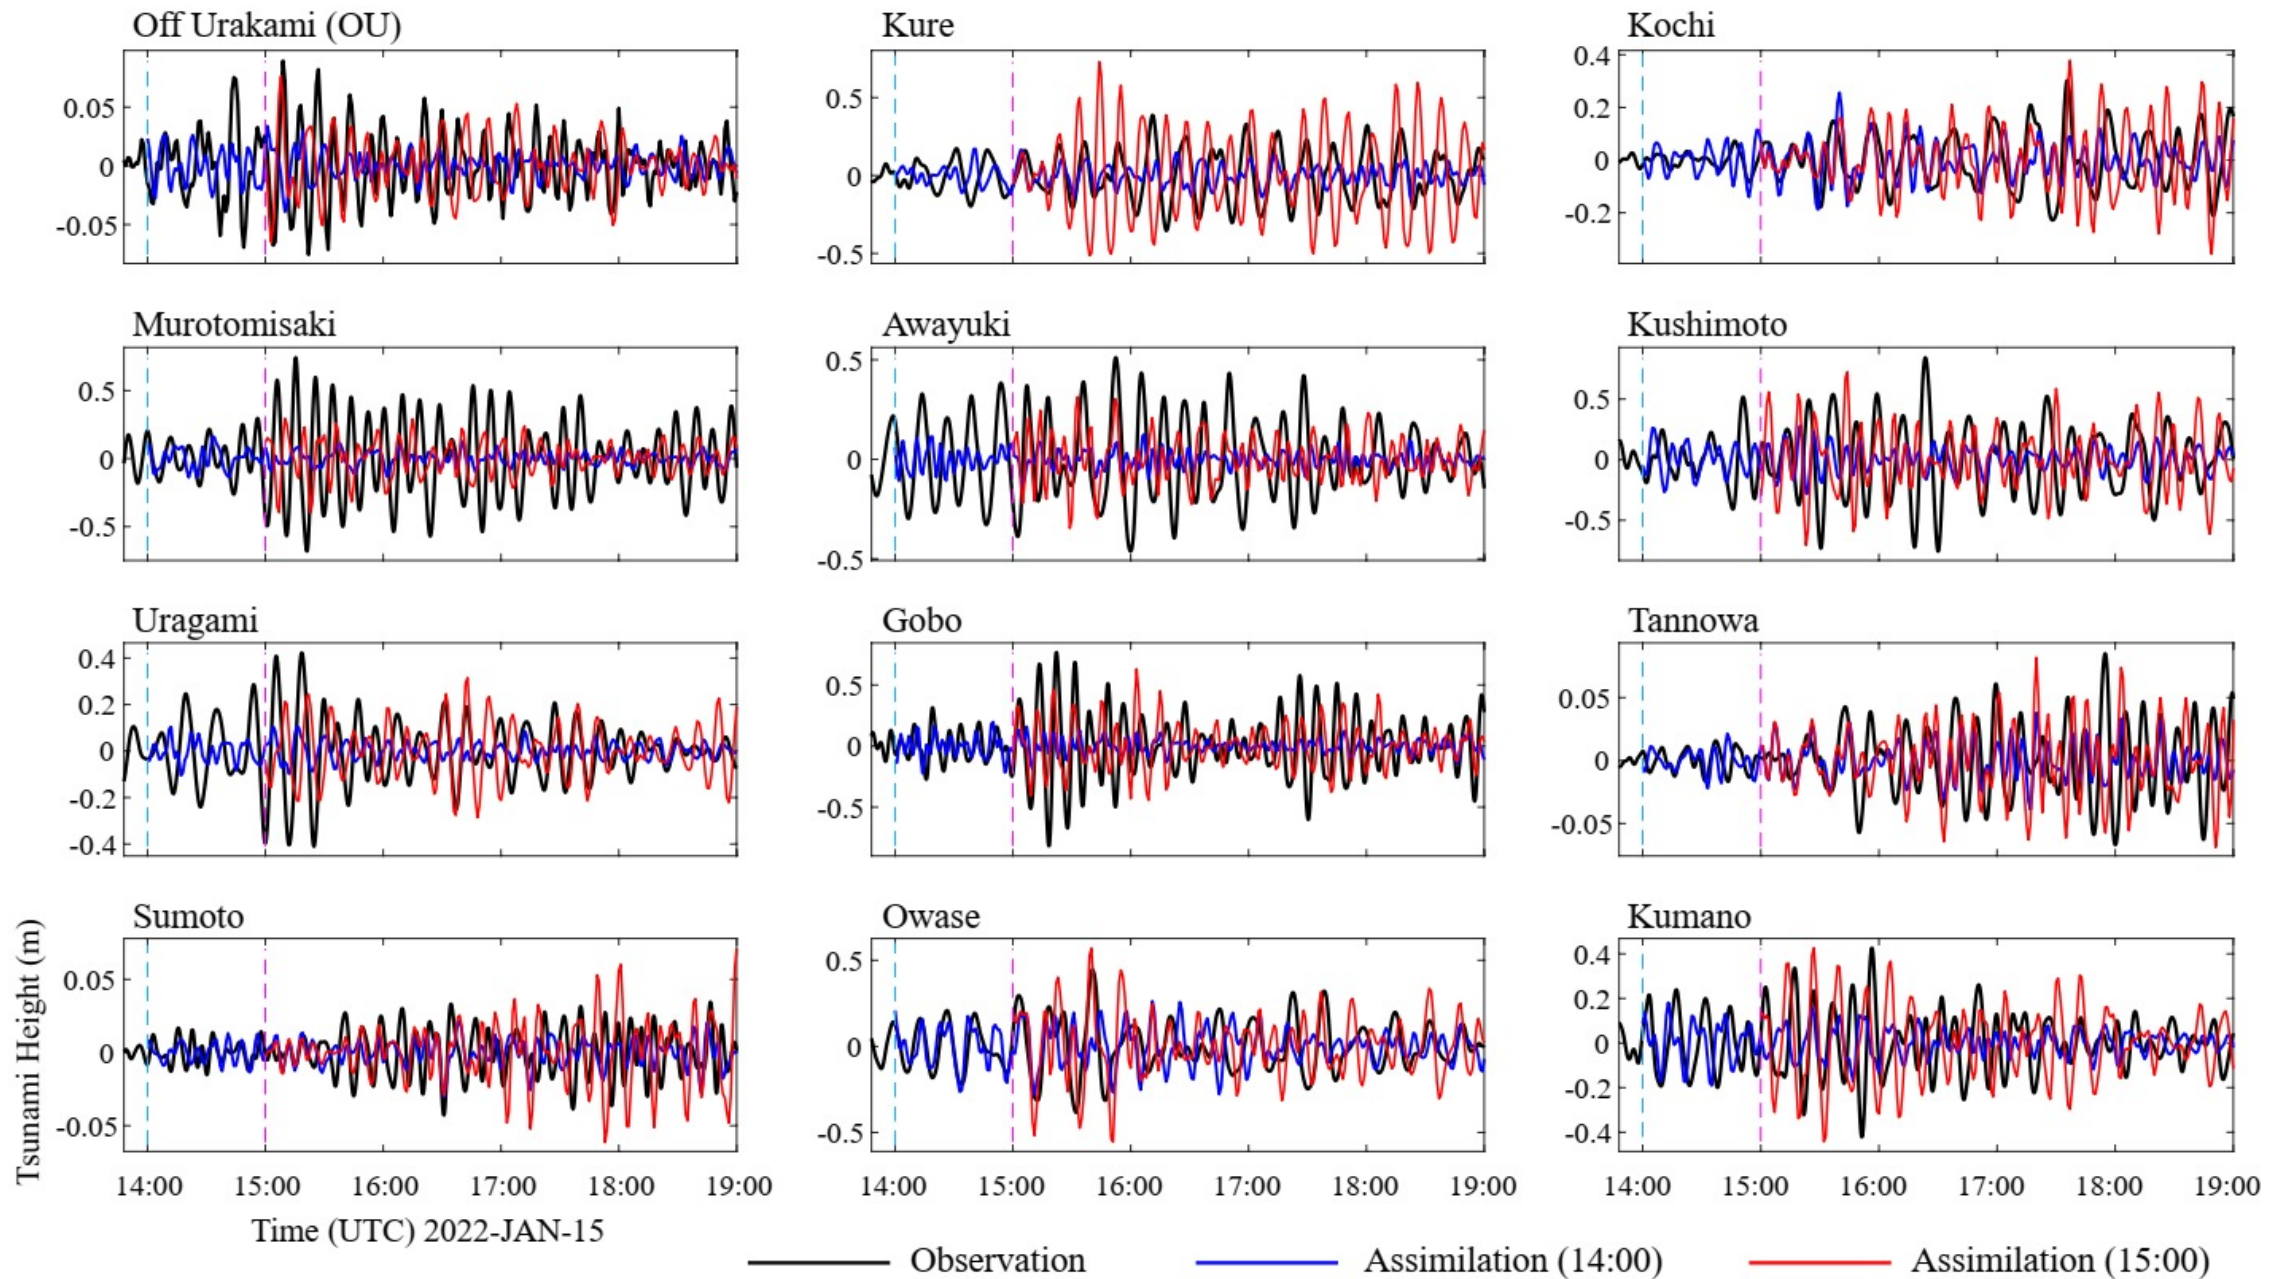 Off Urakami (OU)
Kure
Kochi
0.05
0
-0.05
0.5
0
-0.5
0.4
0.2
0
-0.2
Murotomisaki
Awayuki
Kushimoto
0.5
0
-0.5
0.5
0
-0.5
0.5
0
-0.5
Uragami
Gobo
Tannowa
0.4
0.2
0
-0.2
-0.4
0.5
0
-0.5
0.05
0
-0.05
Sumoto
Owase
Kumano
0.05
0
-0.05
0.5
0
-0.5
0.4
0.2
0
-0.2
-0.4
Tsunami Height (m)
14:00 15:00 16:00 17:00 18:00 19:00
14:00 15:00 16:00 17:00 18:00 19:00
14:00 15:00 16:00 17:00 18:00 19:00
Time (UTC) 2022-JAN-15
Observation
Assimilation (14:00)
Assimilation (15:00)